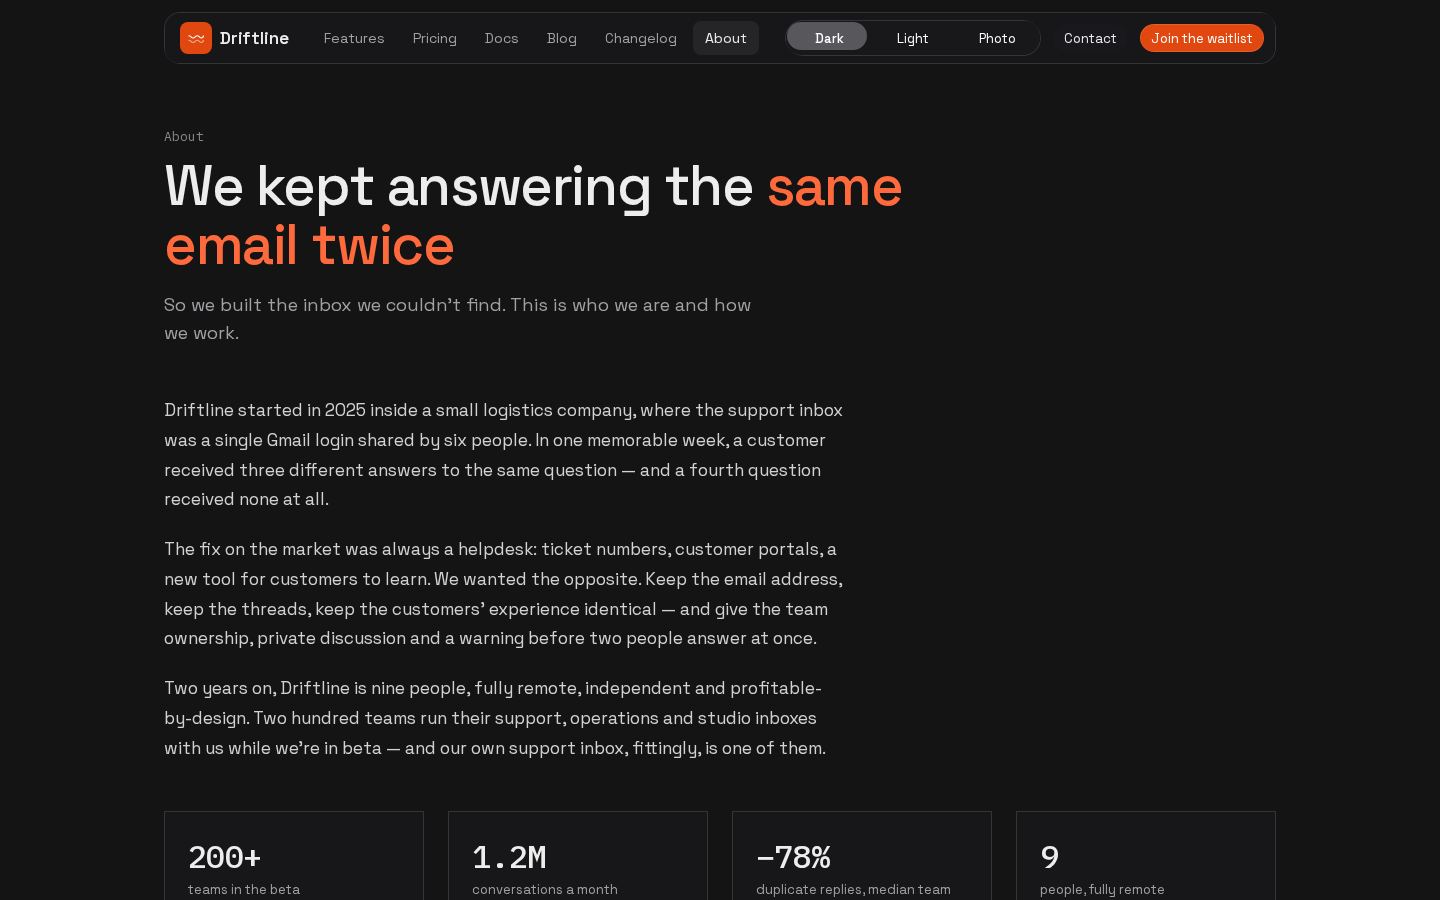 Driftline
Features
Pricing
Docs
Blog
Changelog
About
Dark
Light
Photo
Contact
Join the waitlist
About
We kept answering the same
email twice
So we built the inbox we couldn’t find. This is who we are and how
we work.
Driftline started in 2025 inside a small logistics company, where the support inbox
was a single Gmail login shared by six people. In one memorable week, a customer
received three different answers to the same question — and a fourth question
received none at all.
The fix on the market was always a helpdesk: ticket numbers, customer portals, a
new tool for customers to learn. We wanted the opposite. Keep the email address,
keep the threads, keep the customers’ experience identical — and give the team
ownership, private discussion and a warning before two people answer at once.
Two years on, Driftline is nine people, fully remote, independent and profitable-
by-design. Two hundred teams run their support, operations and studio inboxes
with us while we’re in beta — and our own support inbox, fittingly, is one of them.
200+
teams in the beta
1.2M
conversations a month
−78%
duplicate replies, median team
9
people, fully remote